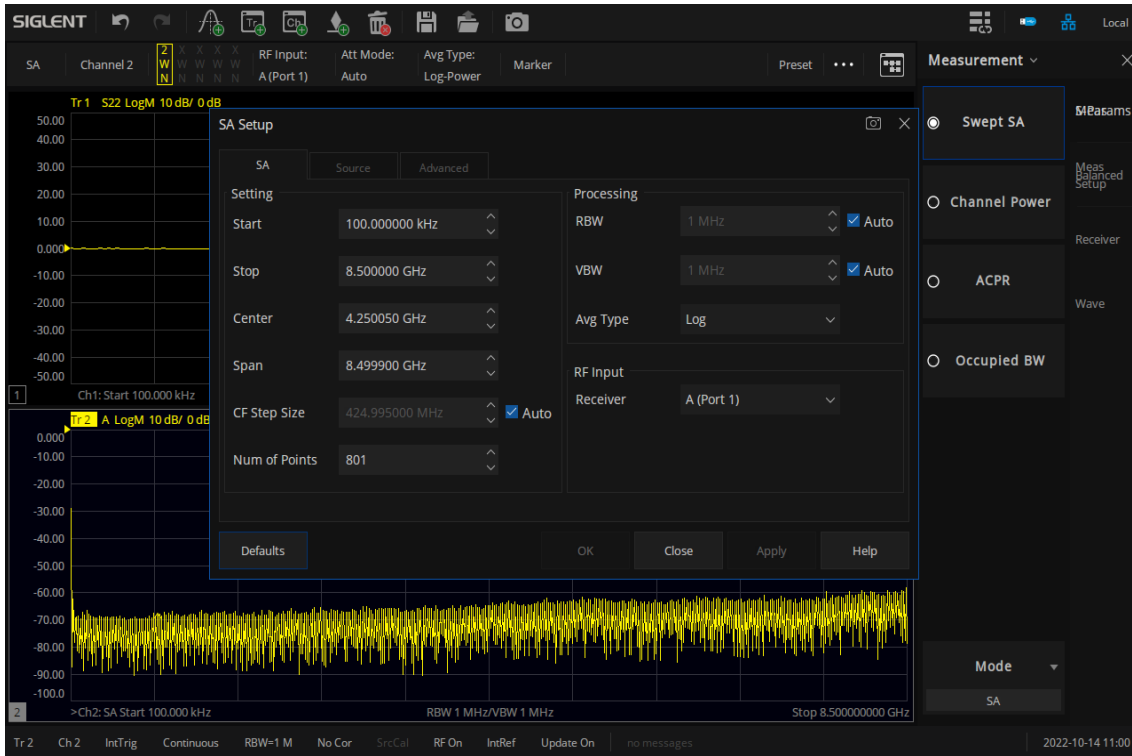 SIGLENT
Local
SA
Channel 2
2 X X X X
W W W W W
N N N N N
RF Input:
A (Port 1)
Att Mode:
Auto
Avg Type:
Log-Power
Marker
Preset
Measurement
Tr 1 S22 LogM 10 dB/ 0 dB
50.00
40.00
30.00
20.00
10.00
0.000
-10.00
-20.00
-30.00
-40.00
-50.00
1
Ch1: Start 100.000 kHz
SA Setup
SA
Source
Advanced
Setting
Start
100.000000 kHz
Stop
8.500000 GHz
Center
4.250050 GHz
Span
8.499900 GHz
CF Step Size
424.995000 MHz
Auto
Num of Points
801
Processing
RBW
1 MHz
Auto
VBW
1 MHz
Auto
Avg Type
Log
RF Input
Receiver
A (Port 1)
Defaults
OK
Close
Apply
Help
Tr 2 A LogM 10 dB/ 0 dB
0.000
-10.00
-20.00
-30.00
-40.00
-50.00
-60.00
-70.00
-80.00
-90.00
-100.0
2
>Ch2: SA Start 100.000 kHz
RBW 1 MHz/VBW 1 MHz
Stop 8.500000000 GHz
Swept SA
Channel Power
ACPR
Occupied BW
Params
Meas
Setup
Balanced
Receiver
Wave
Mode
SA
Tr 2
Ch 2
IntTrig
Continuous
RBW=1 M
No Cor
SrcCal
RF On
IntRef
Update On
no messages
2022-10-14 11:00